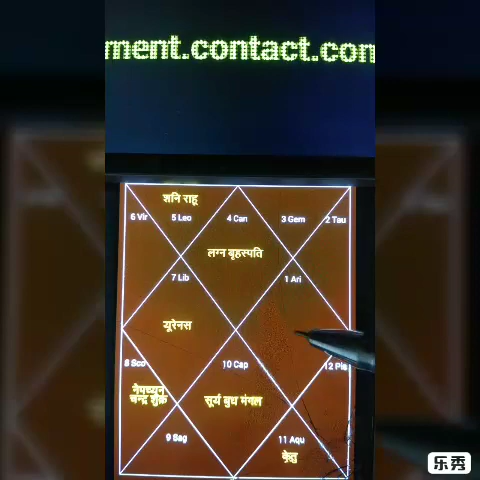 ment.contact.con
शनि राहू
6 Vir 5 Leo 4 Can 3 Gem 2 Tau
लग्न बृहस्पति
7 Lib 1 Ari
यूरेनस
8 Sco 10 Cap 12 Pis
नेपच्यून
चन्द्र शुक्र सूर्य बुध मंगल
9 Sag 11 Aqu
केतु
乐秀